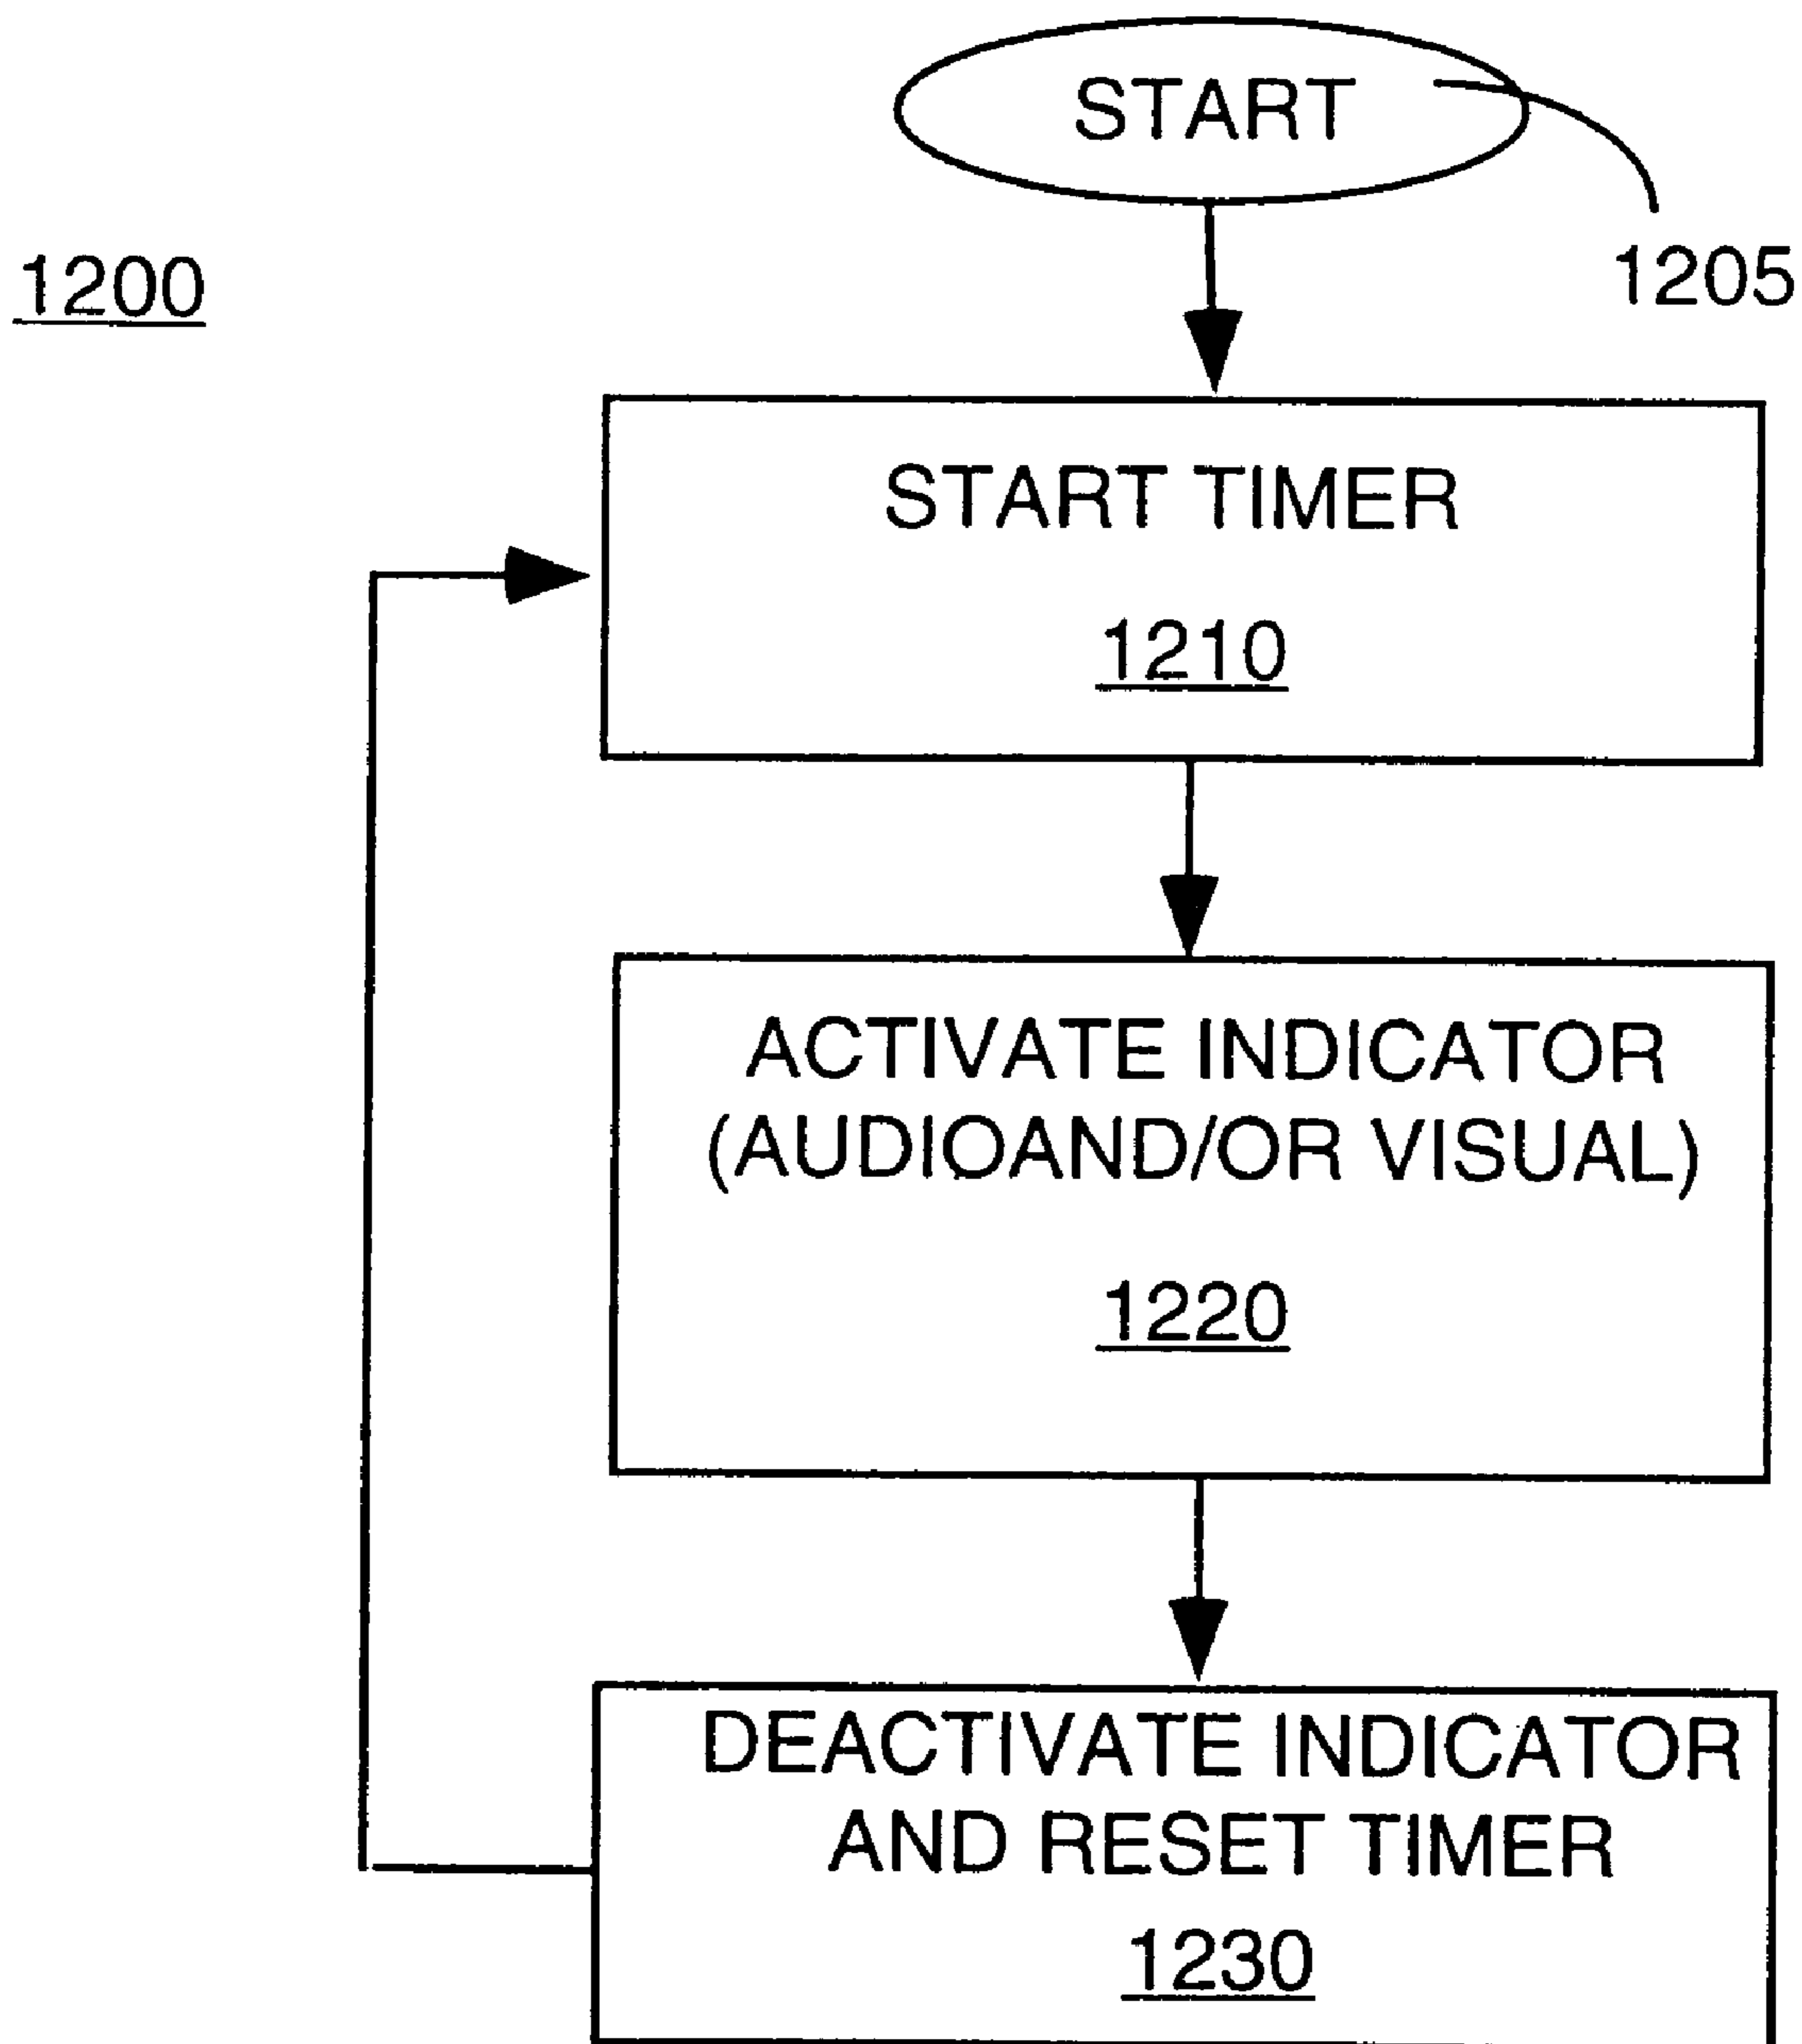 START
1200
1205
START TIMER
1210
ACTIVATE INDICATOR
(AUDIOAND/OR VISUAL)
1220
DEACTIVATE INDICATOR
AND RESET TIMER
1230